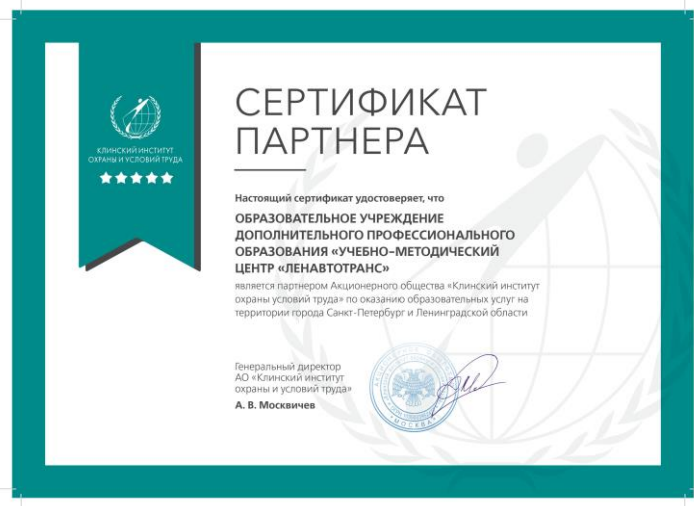 КЛИНСКИЙ ИНСТИТУТ
ОХРАНЫ И УСЛОВИЙ ТРУДА
СЕРТИФИКАТ
ПАРТНЕРА
Настоящий сертификат удостоверяет, что
ОБРАЗОВАТЕЛЬНОЕ УЧРЕЖДЕНИЕ
ДОПОЛНИТЕЛЬНОГО ПРОФЕССИОНАЛЬНОГО
ОБРАЗОВАНИЯ «УЧЕБНО-МЕТОДИЧЕСКИЙ
ЦЕНТР «ЛЕНАВТОТРАНС»
является партнером Акционерного общества «Клинский институт
охраны условий труда» по оказанию образовательных услуг на
территории города Санкт-Петербург и Ленинградской области
Генеральный директор
АО «Клинский институт
охраны и условий труда»
А. В. Москвичев
МОСКВА